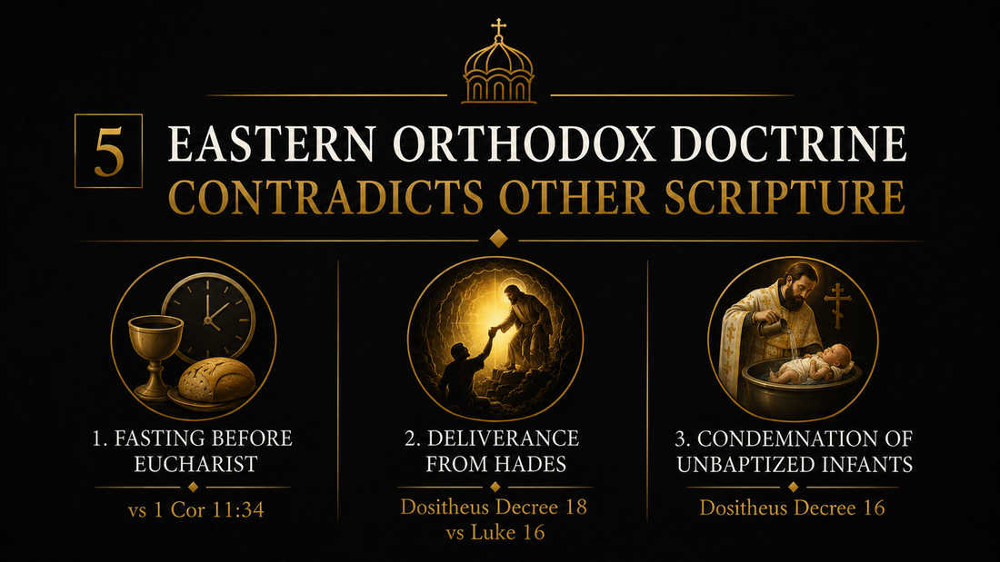 5
EASTERN ORTHODOX DOCTRINE
CONTRADICTS OTHER SCRIPTURE
1. FASTING BEFORE
EUCHARIST
vs 1 Cor 11:34
2. DELIVERANCE
FROM HADES
Dositheus Decree 18
vs Luke 16
3. CONDEMNATION OF
UNBAPTIZED INFANTS
Dositheus Decree 16